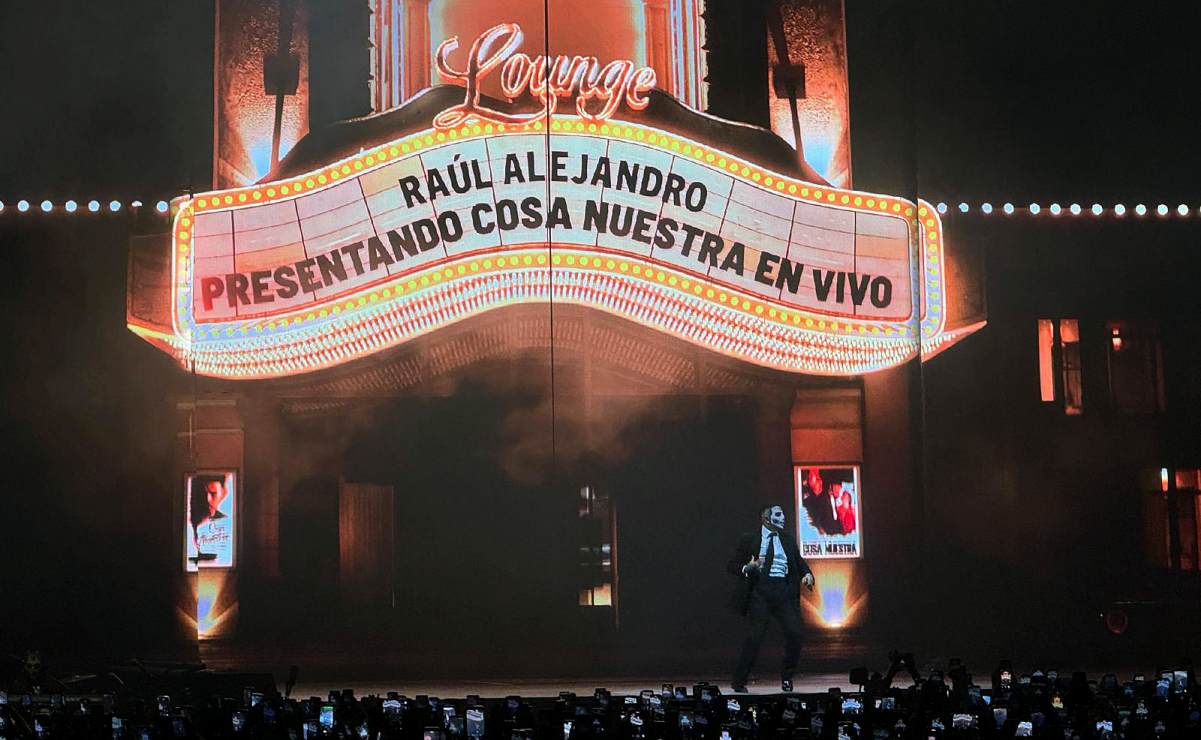 Lounge
RAÚL ALEJANDRO
PRESENTANDO COSA NUESTRA EN VIVO
COSA NUESTRA